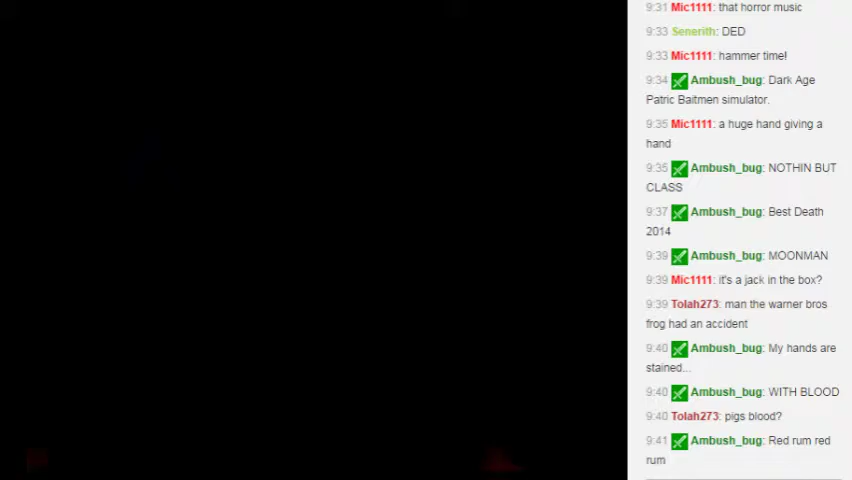 9:31 Mic1111: that horror music
9:33 Senerith: DED
9:33 Mic1111: hammer time!
9:34 Ambush_bug: Dark Age
Patric Baitmen simulator.
9:35 Mic1111: a huge hand giving a
hand
9:35 Ambush_bug: NOTHIN BUT
CLASS
9:37 Ambush_bug: Best Death
2014
9:39 Ambush_bug: MOONMAN
9:39 Mic1111: it's a jack in the box?
9:39 Tolah273: man the warner bros
frog had an accident
9:40 Ambush_bug: My hands are
stained...
9:40 Ambush_bug: WITH BLOOD
9:40 Tolah273: pigs blood?
9:41 Ambush_bug: Red rum red
rum